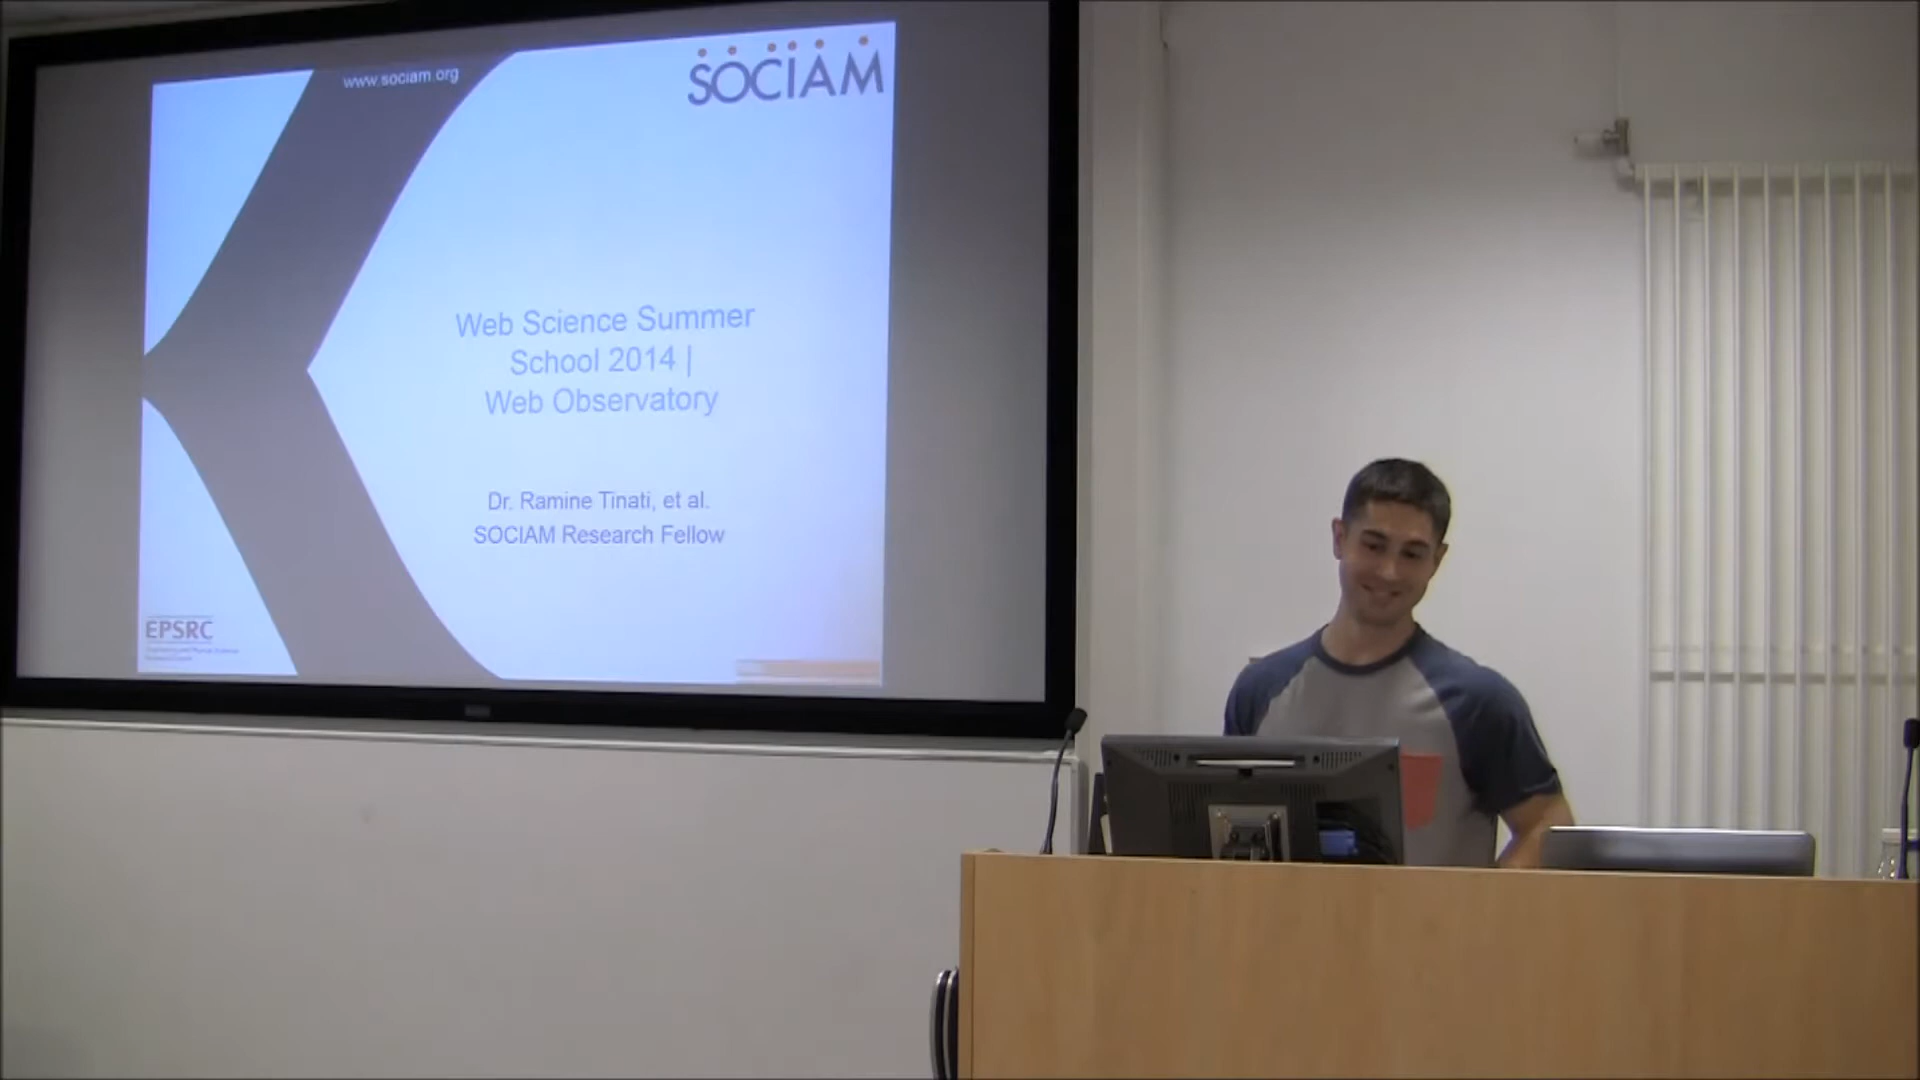 www.sociam.org
SOCIAM
Web Science Summer
School 2014 |
Web Observatory
Dr. Ramine Tinati, et al.
SOCIAM Research Fellow
EPSRC